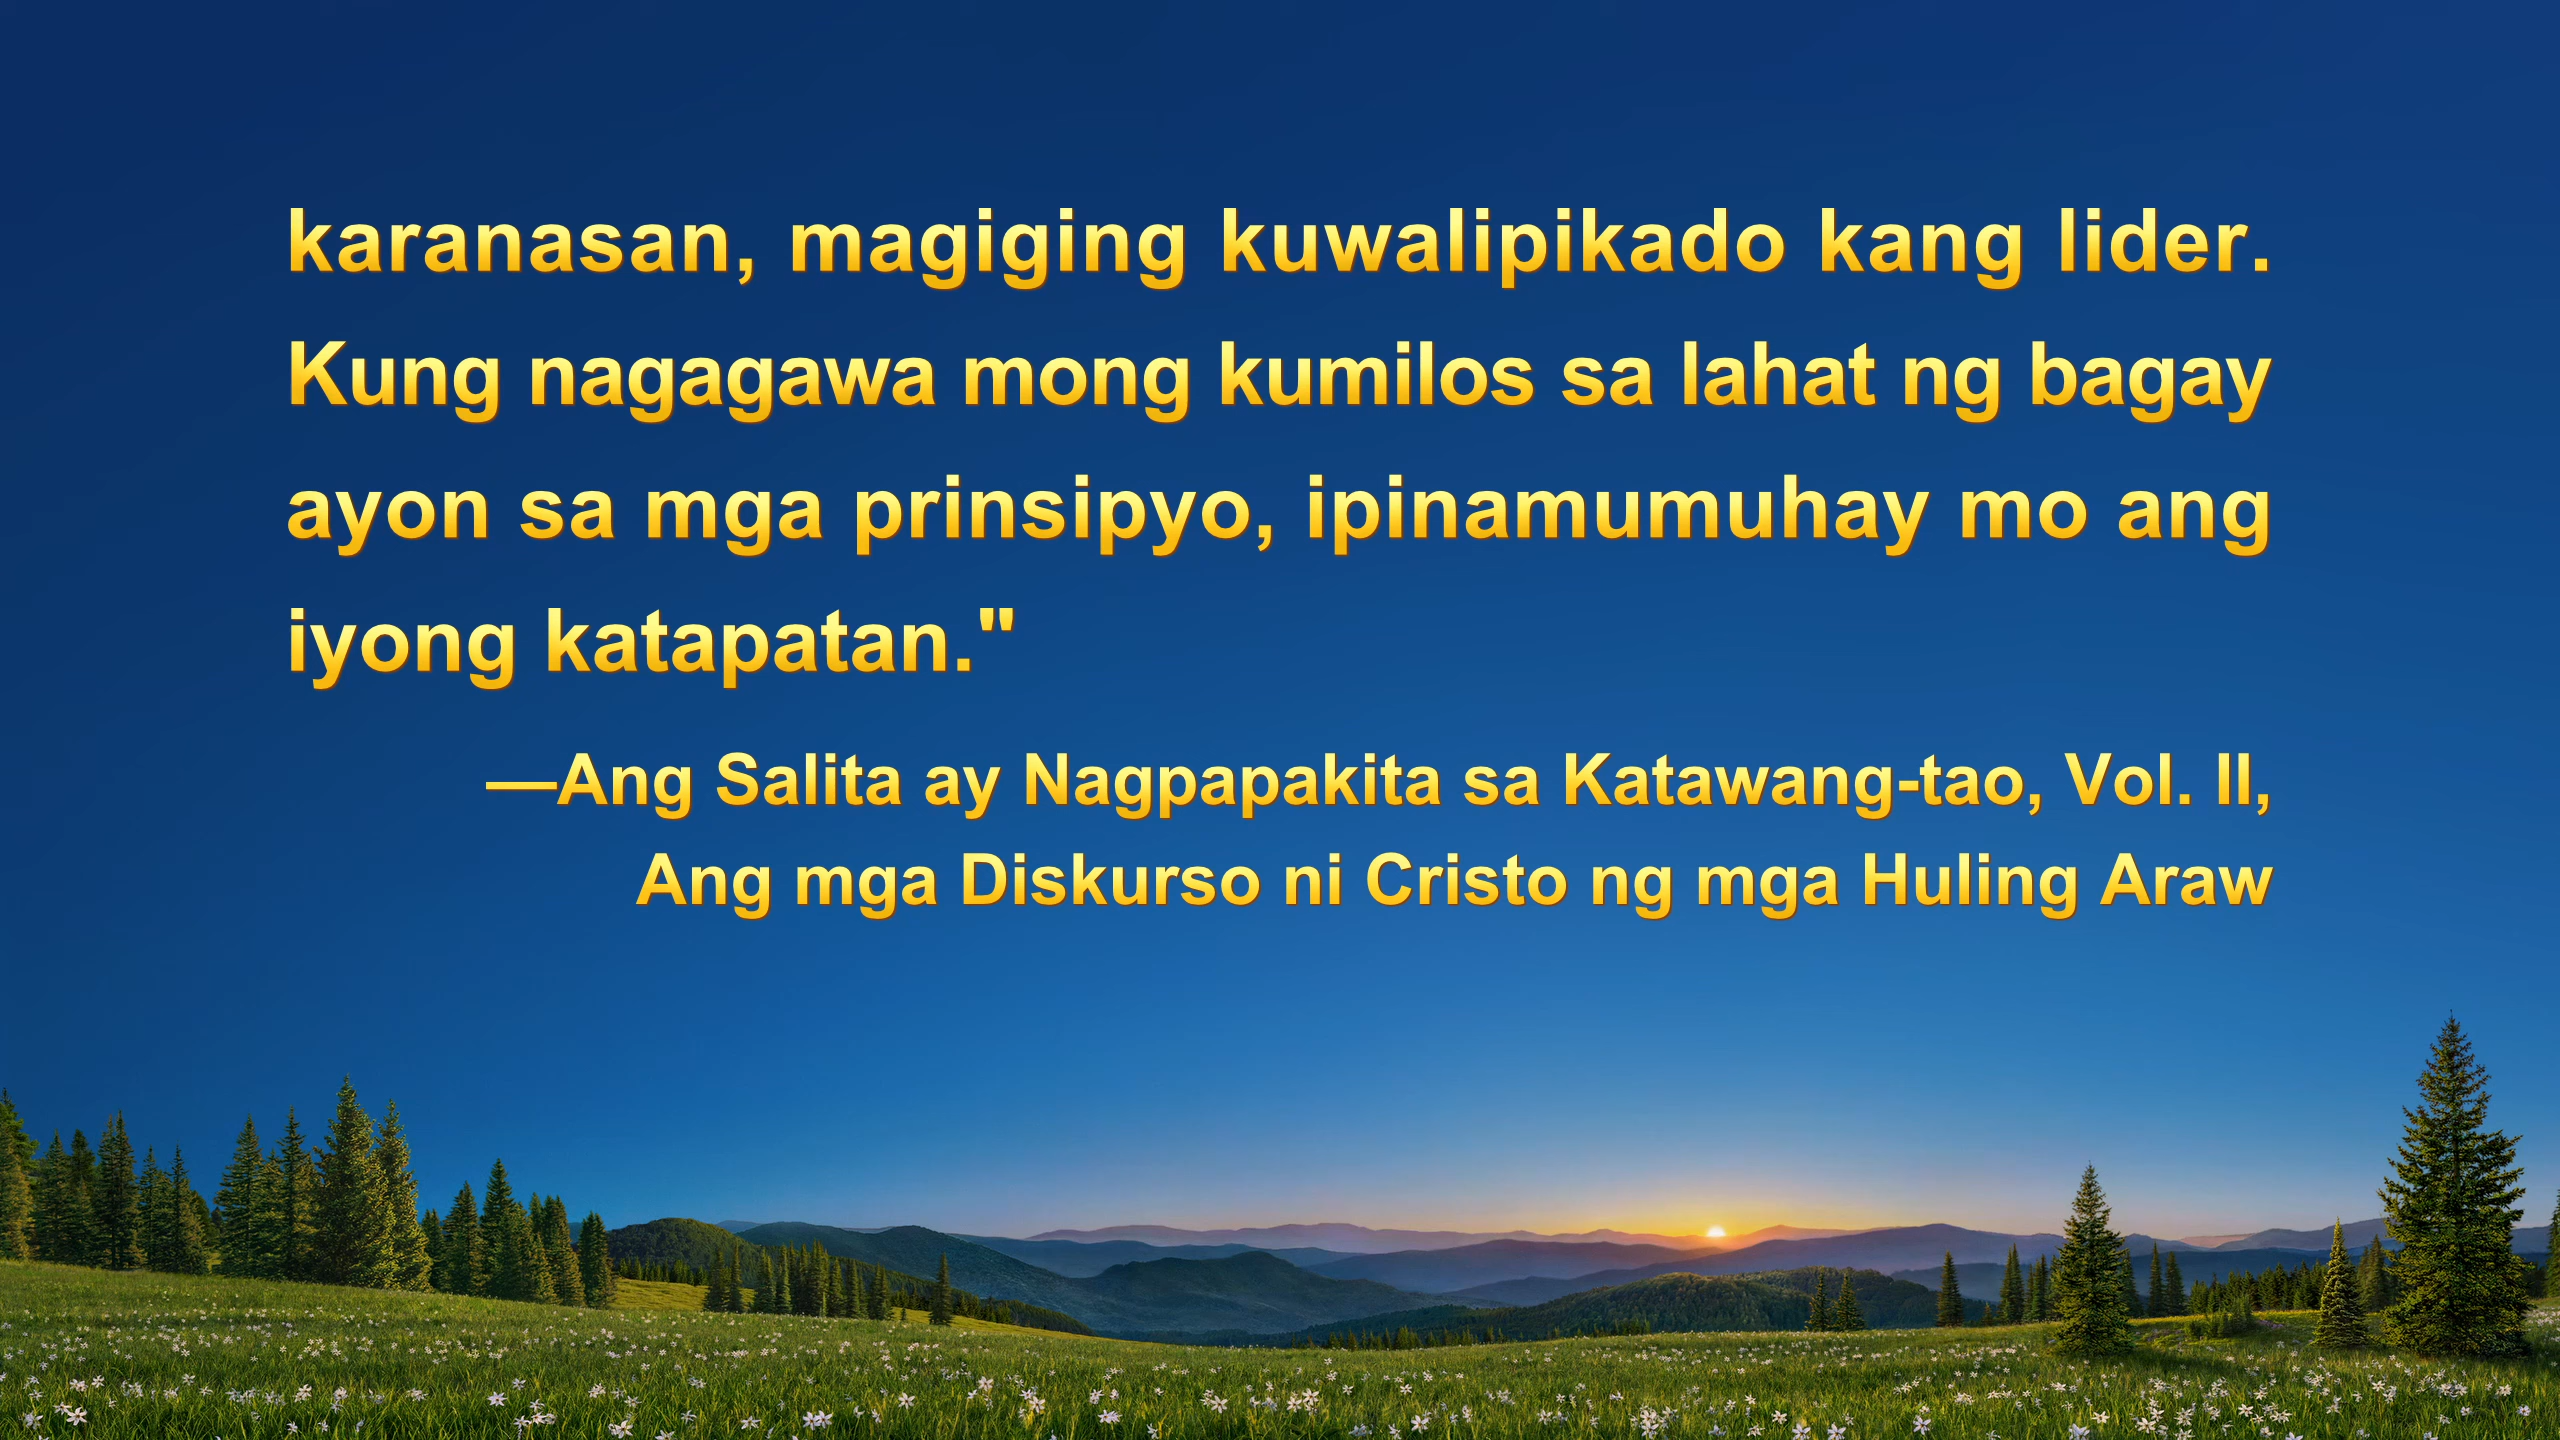 karanasan, magiging kuwalipikado kang lider.
Kung nagagawa mong kumilos sa lahat ng bagay
ayon sa mga prinsipyo, ipinamumuhay mo ang
iyong katapatan."
—Ang Salita ay Nagpapakita sa Katawang-tao, Vol. II,
Ang mga Diskurso ni Cristo ng mga Huling Araw